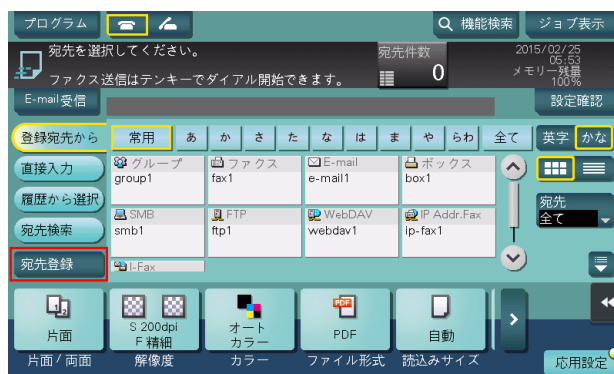 プログラム
機能検索
ジョブ表示
宛先を選択してください。
ファクス送信はテンキーでダイアル開始できます。
宛先件数
0
2015/02/25
05:53
メモリー残量
100%
E-mail受信
設定確認
登録宛先から
常用
あ
か
さ
た
な
は
ま
や
らわ
全て
英字
かな
直接入力
グループ
group1
ファクス
fax1
E-mail
e-mail1
ボックス
box1
履歴から選択
宛先検索
SMB
smb1
FTP
ftp1
WebDAV
webdav1
IP Addr.Fax
ip-fax1
宛先
全て
宛先登録
I-Fax
片面
S 200dpi
F 精細
オート
カラー
PDF
PDF
自動
片面/両面
解像度
カラー
ファイル形式
読込みサイズ
応用設定